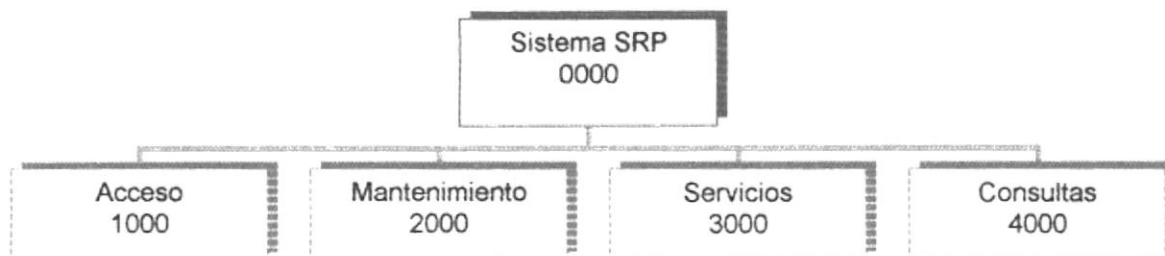 Sistema SRP
0000
Acceso
1000
Mantenimiento
2000
Servicios
3000
Consultas
4000